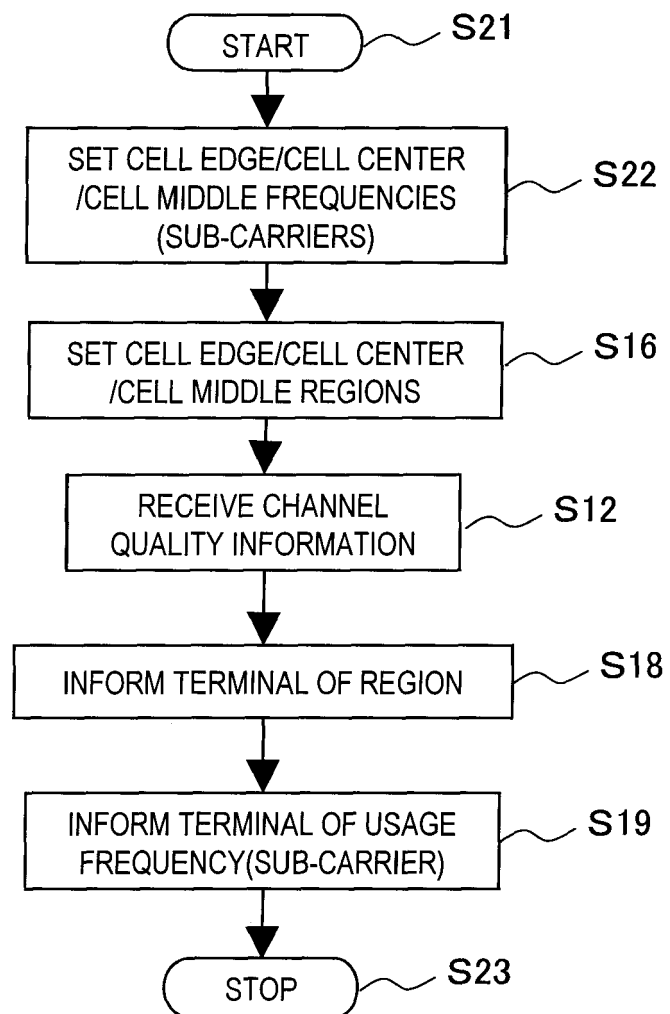 START
S21
SET CELL EDGE/CELL CENTER
/CELL MIDDLE FREQUENCIES
(SUB-CARRIERS)
S22
SET CELL EDGE/CELL CENTER
/CELL MIDDLE REGIONS
S16
RECEIVE CHANNEL
QUALITY INFORMATION
S12
INFORM TERMINAL OF REGION
S18
INFORM TERMINAL OF USAGE
FREQUENCY(SUB-CARRIER)
S19
STOP
S23